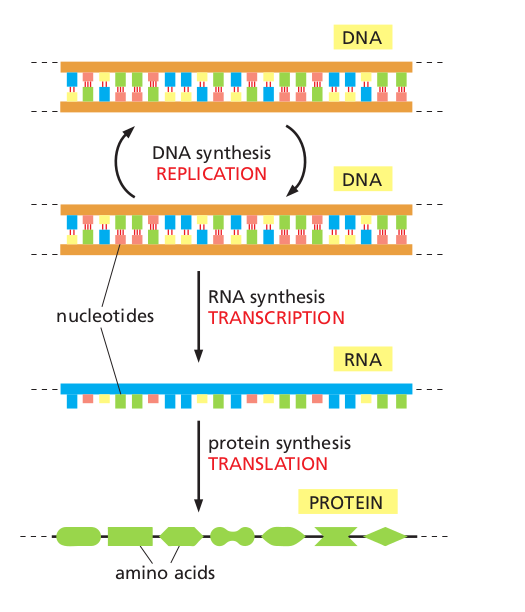 DNA
DNA synthesis
REPLICATION
DNA
RNA synthesis
TRANSCRIPTION
nucleotides
RNA
protein synthesis
TRANSLATION
PROTEIN
amino acids